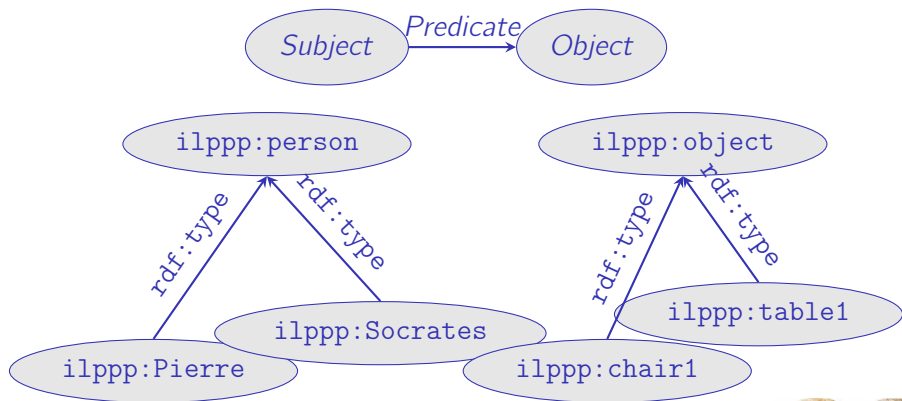 Subject Predicate Object
ilppp:person ilppp:object
rdf:type rdf:type rdf:type rdf:type
ilppp:Socrates ilppp:table1
ilppp:Pierre ilppp:chair1